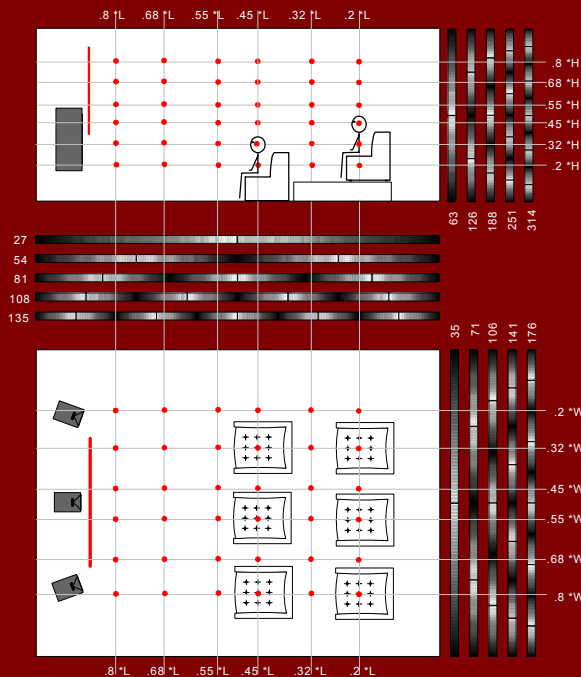 .8 *L .68 *L .55 *L .45 *L .32 *L .2 *L
.8 *H
.68 *H
.55 *H
.45 *H
.32 *H
.2 *H
63 126 188 251 314
27
54
81
108
135
35 71 106 141 176
.2 *W
.32 *W
.45 *W
.55 *W
.68 *W
.8 *W
.8 *L .68 *L .55 *L .45 *L .32 *L .2 *L